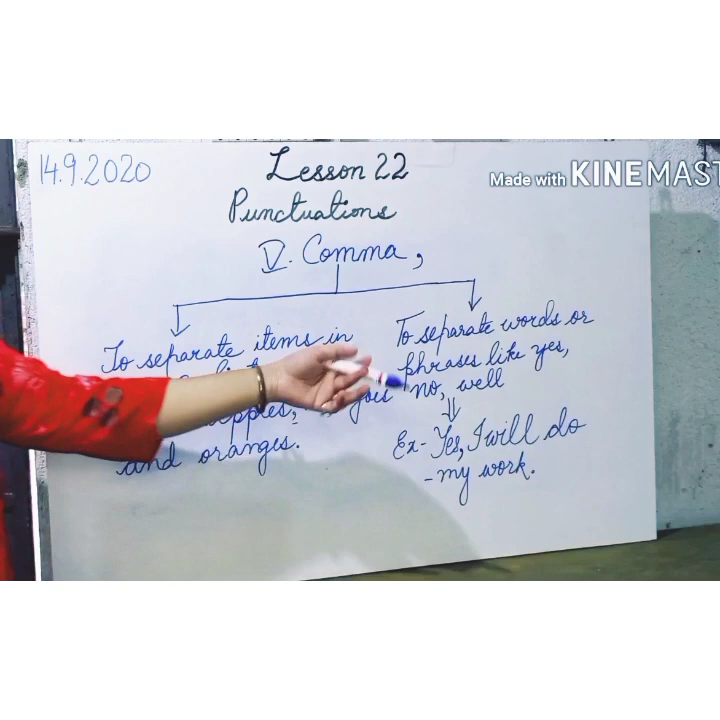 14.9.2020
Lesson 22
Made with KINEMAST
Punctuations
V. Comma ,
To separate items in
apples,
and oranges.
To separate words or
phrases like yes,
no, well
Ex- Yes, I will do
- my work.